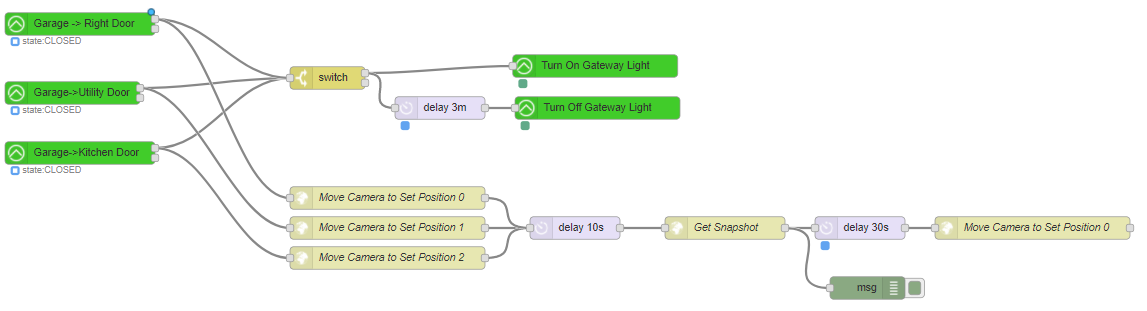 Garage -> Right Door
state:CLOSED
Garage->Utility Door
state:CLOSED
Garage->Kitchen Door
state:CLOSED
switch
Turn On Gateway Light
delay 3m
Turn Off Gateway Light
Move Camera to Set Position 0
Move Camera to Set Position 1
Move Camera to Set Position 2
delay 10s
Get Snapshot
delay 30s
Move Camera to Set Position 0
msg